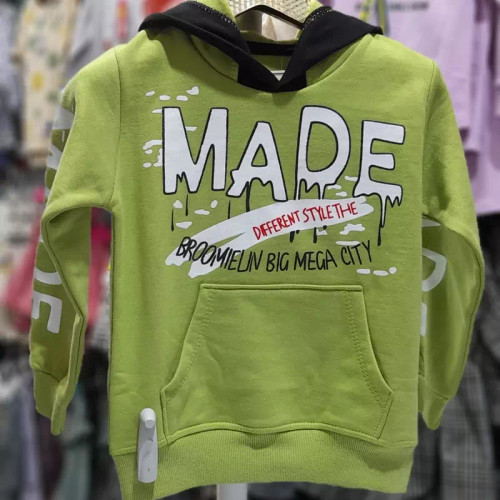 MADE
DIFFERENT STYLE THE
BROOMIELIN BIG MEGA CITY